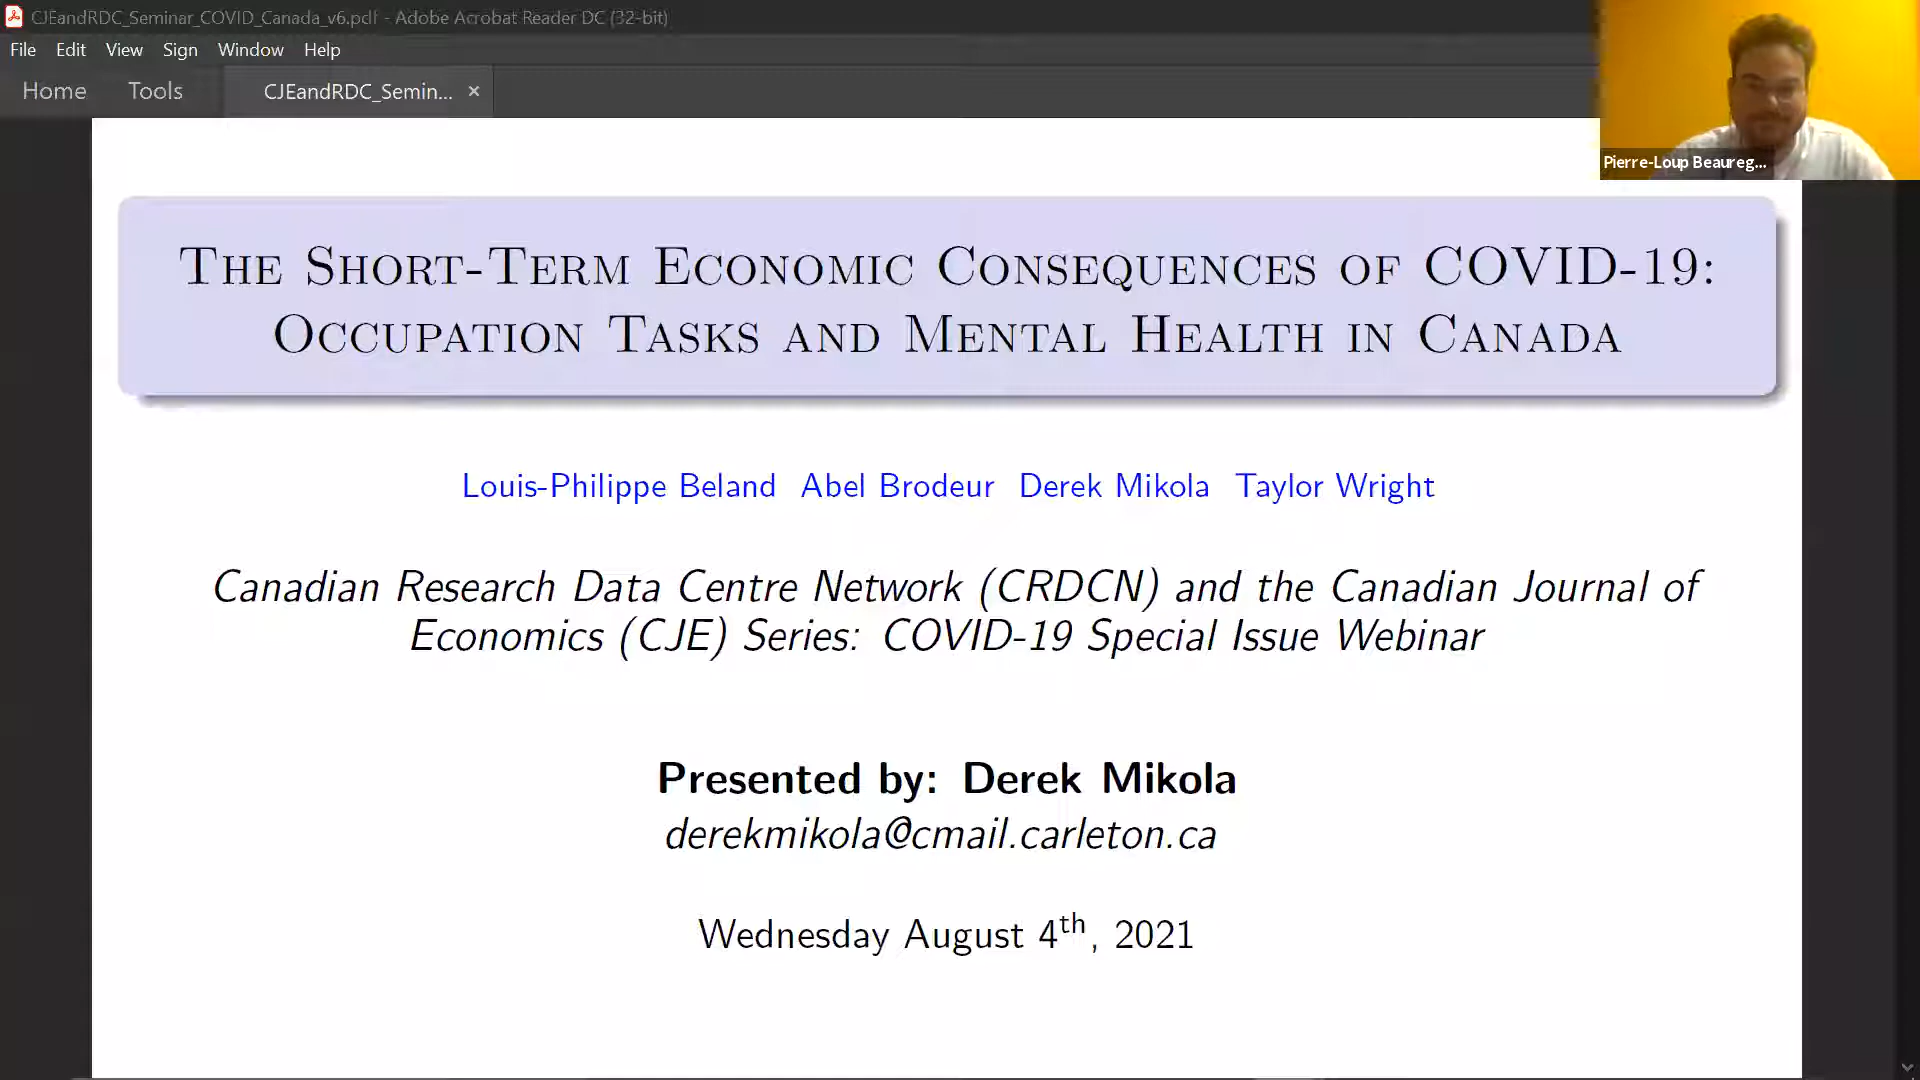 CJEandRDC_Seminar_COVID_Canada_v6.pdf - Adobe Acrobat Reader DC (32-bit)
File Edit View Sign Window Help
Home Tools CJEandRDC_Semin... ×
Pierre-Loup Beaureg...
The Short-Term Economic Consequences of COVID-19:
Occupation Tasks and Mental Health in Canada
Louis-Philippe Beland Abel Brodeur Derek Mikola Taylor Wright
Canadian Research Data Centre Network (CRDCN) and the Canadian Journal of
Economics (CJE) Series: COVID-19 Special Issue Webinar
Presented by: Derek Mikola
derekmikola@cmail.carleton.ca
Wednesday August 4th, 2021